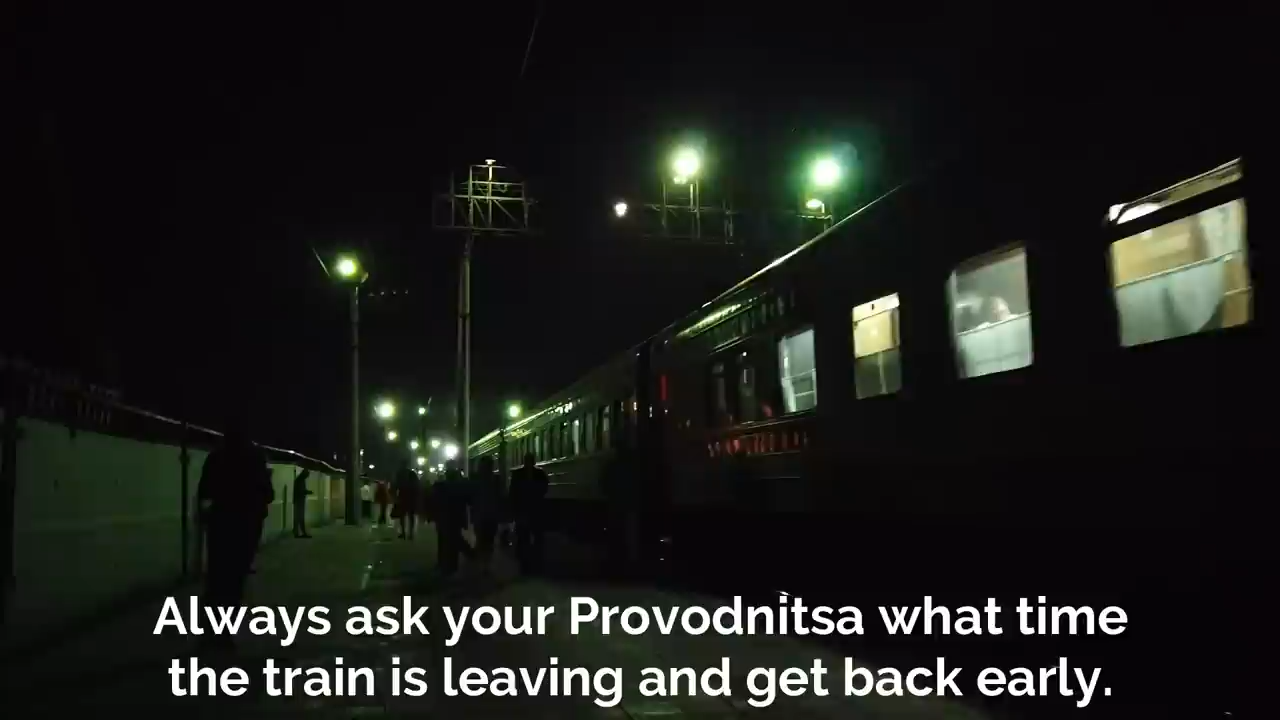 Always ask your Provodnitsa what time
the train is leaving and get back early.